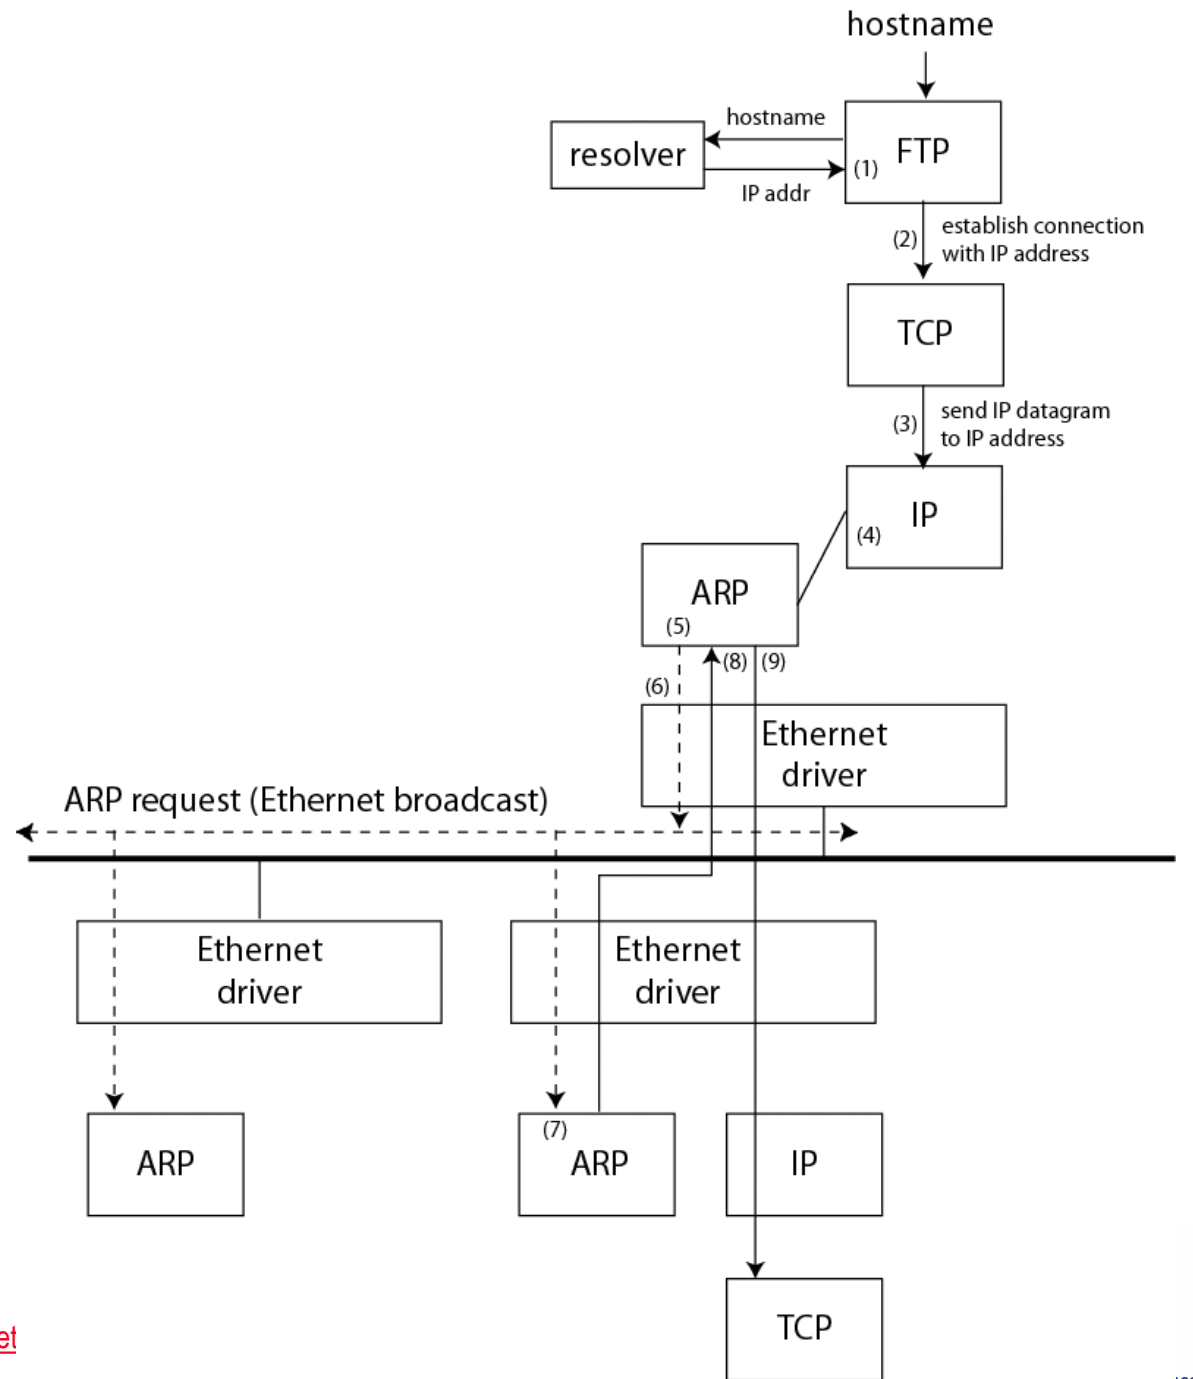 hostname
hostname
resolver
FTP
(1)
IP addr
(2)
establish connection
with IP address
TCP
(3)
send IP datagram
to IP address
IP
(4)
ARP
(5)
(8)
(9)
(6)
Ethernet
driver
ARP request (Ethernet broadcast)
Ethernet
driver
Ethernet
driver
(7)
ARP
ARP
IP
TCP
et